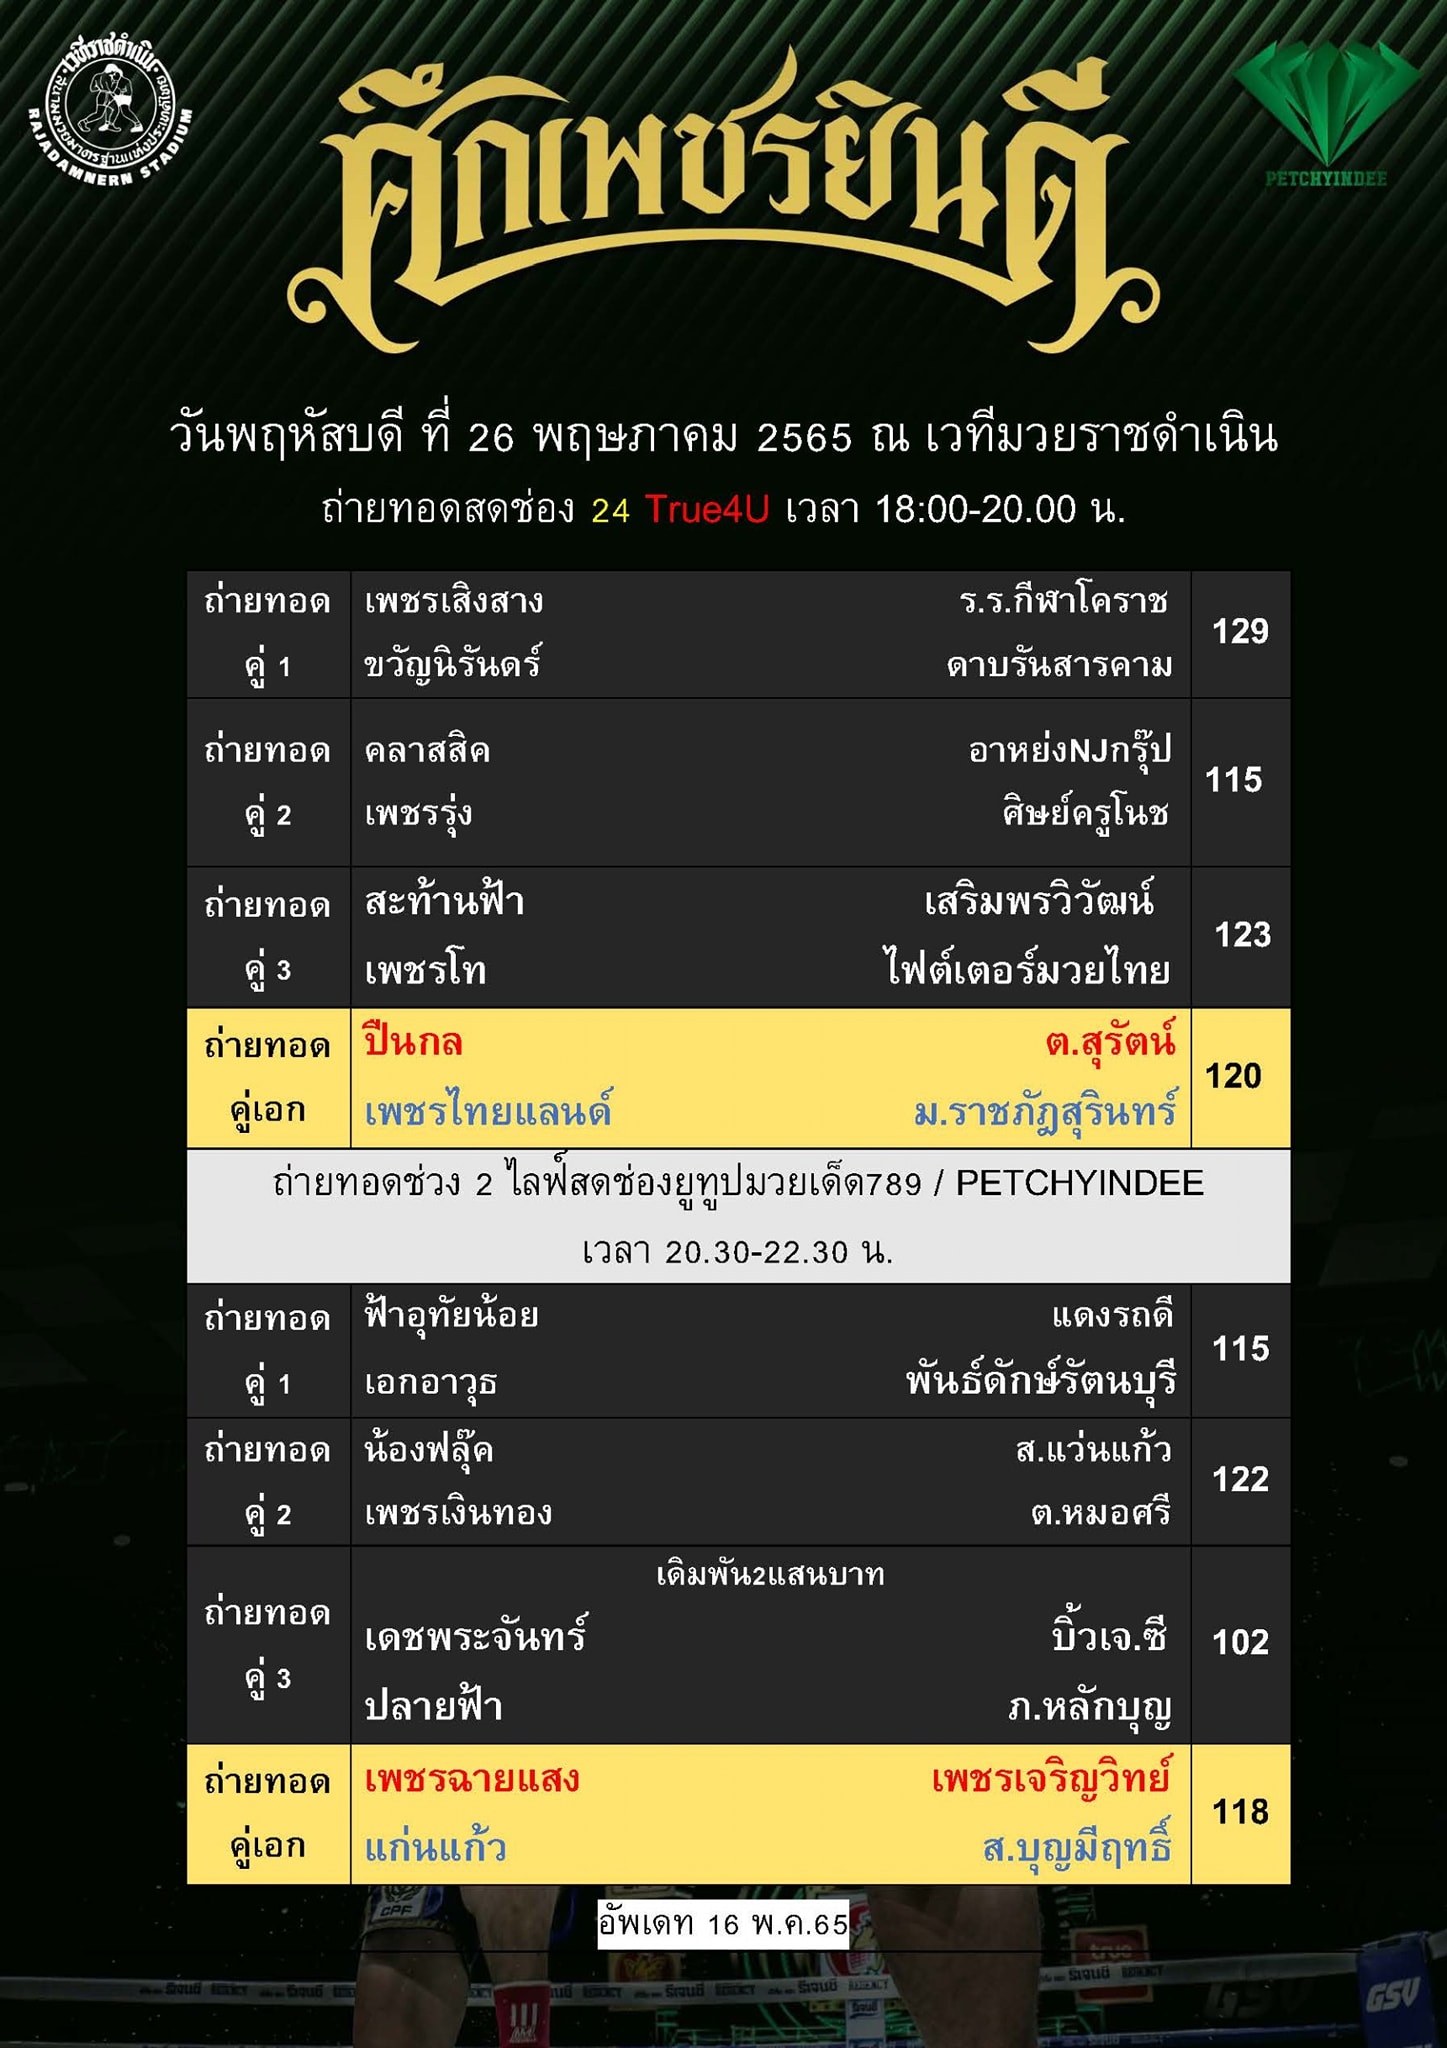 เวทีราชดำเนิน
RAJADAMNERN STADIUM
ศึกเพชรยินดี
PETCHYINDEE
วันพฤหัสบดี ที่ 26 พฤษภาคม 2565 ณ เวทีมวยราชดำเนิน
ถ่ายทอดสดช่อง 24 True4U เวลา 18:00-20.00 น.
ถ่ายทอด คู่ 1
เพชรเสิงสาง ร.ร.กีฬาโคราช
ขวัญนิรันดร์ ดาบรันสารคาม
129
ถ่ายทอด คู่ 2
คลาสสิค อาหย่งNJกรุ๊ป
เพชรรุ่ง ศิษย์ครูโนช
115
ถ่ายทอด คู่ 3
สะท้านฟ้า เสริมพรวิวัฒน์
เพชรโท ไฟต์เตอร์มวยไทย
123
ถ่ายทอด คู่เอก
ปืนกล ต.สุรัตน์
เพชรไทยแลนด์ ม.ราชภัฎสุรินทร์
120
ถ่ายทอดช่วง 2 ไลฟ์สดช่องยูทูปมวยเด็ด789 / PETCHYINDEE
เวลา 20.30-22.30 น.
ถ่ายทอด คู่ 1
ฟ้าอุทัยน้อย แดงรถดี
เอกอาวุธ พันธ์ดักษ์รัตนบุรี
115
ถ่ายทอด คู่ 2
น้องฟลุ๊ค ส.แว่นแก้ว
เพชรเงินทอง ต.หมอศรี
122
ถ่ายทอด คู่ 3
เดิมพัน2แสนบาท
เดชพระจันทร์ บิ้วเจ.ซี
ปลายฟ้า ภ.หลักบุญ
102
ถ่ายทอด คู่เอก
เพชรฉายแสง เพชรเจริญวิทย์
แก่นแก้ว ส.บุญมีฤทธิ์
118
อัพเดท 16 พ.ค.65
CPF
true
รีเจนซี REGENCY
GSV